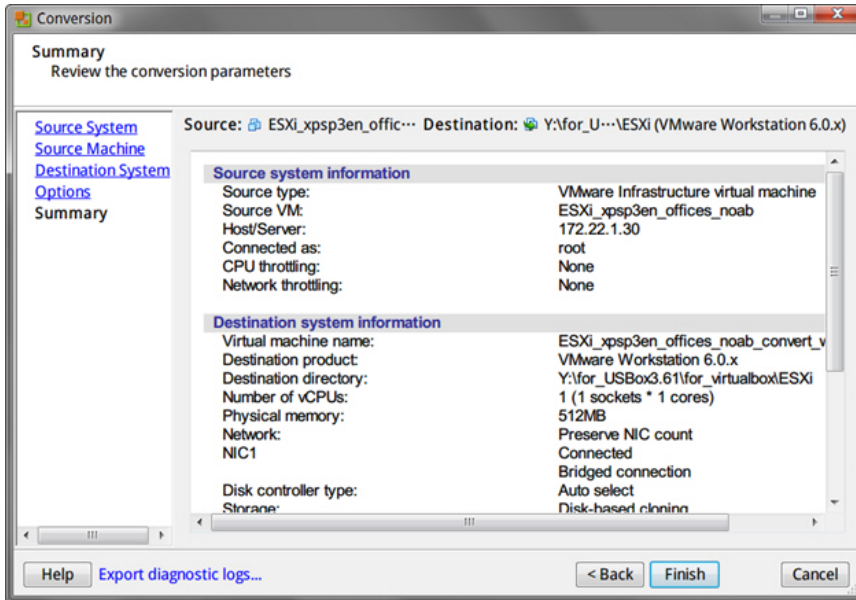 Conversion
Summary
Review the conversion parameters
Source System
Source Machine
Destination System
Options
Summary
Source: ESXi_xpsp3en_offic··· Destination: Y:\for_U···\ESXi (VMware Workstation 6.0.x)
Source system information
Source type: VMware Infrastructure virtual machine
Source VM: ESXi_xpsp3en_offices_noab
Host/Server: 172.22.1.30
Connected as: root
CPU throttling: None
Network throttling: None
Destination system information
Virtual machine name: ESXi_xpsp3en_offices_noab_convert_v
Destination product: VMware Workstation 6.0.x
Destination directory: Y:\for_USBox3.61\for_virtualbox\ESXi
Number of vCPUs: 1 (1 sockets * 1 cores)
Physical memory: 512MB
Network: Preserve NIC count
NIC1 Connected
Bridged connection
Disk controller type: Auto select
Storage: Disk-based cloning
Help Export diagnostic logs... < Back Finish Cancel